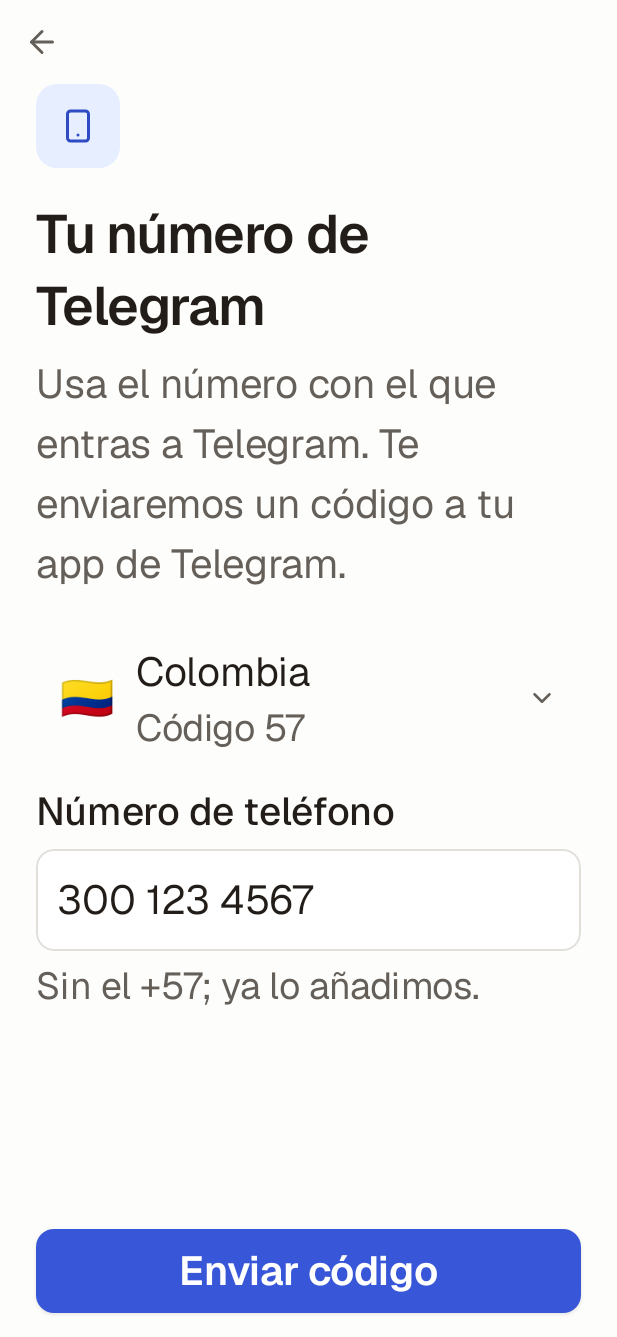 Tu número de
Telegram
Usa el número con el que
entras a Telegram. Te
enviaremos un código a tu
app de Telegram.
Colombia
Código 57
Número de teléfono
300 123 4567
Sin el +57; ya lo añadimos.
Enviar código